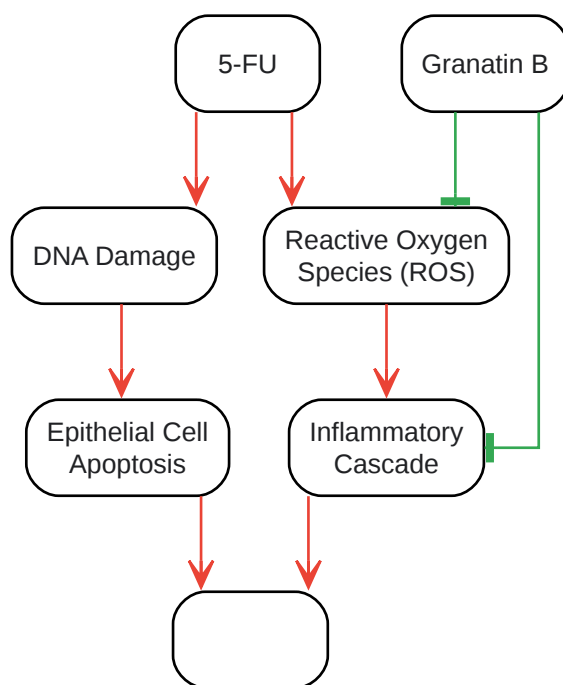 5-FU
Granatin B
DNA Damage
Reactive Oxygen
Species (ROS)
Epithelial Cell
Apoptosis
Inflammatory
Cascade